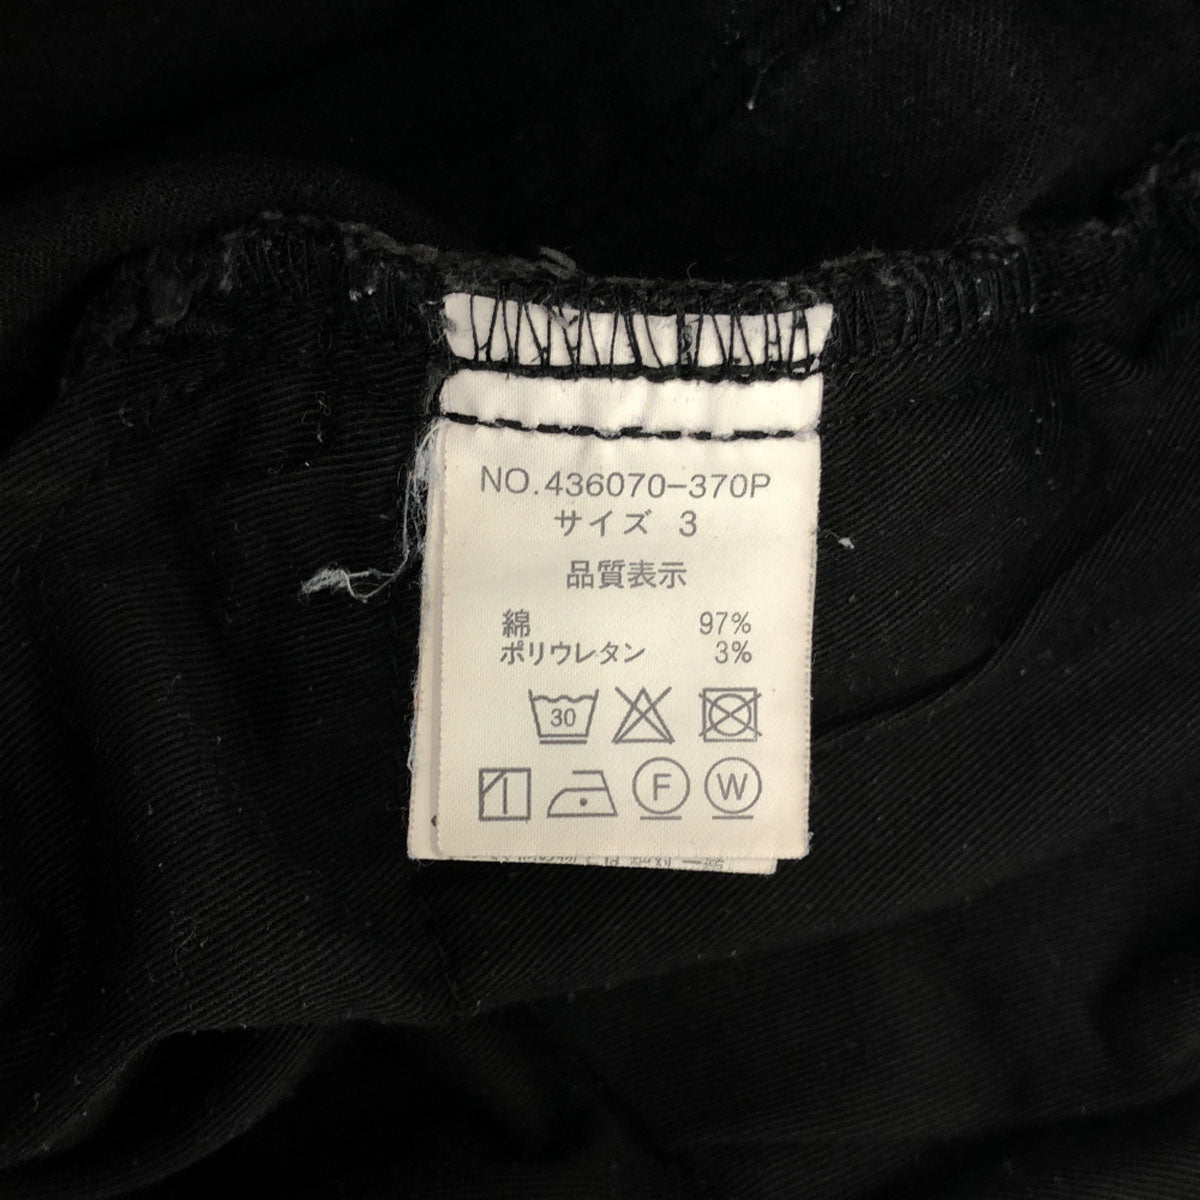 NO.436070-370P
サイズ 3
品質表示
綿 97%
ポリウレタン 3%
30
F W